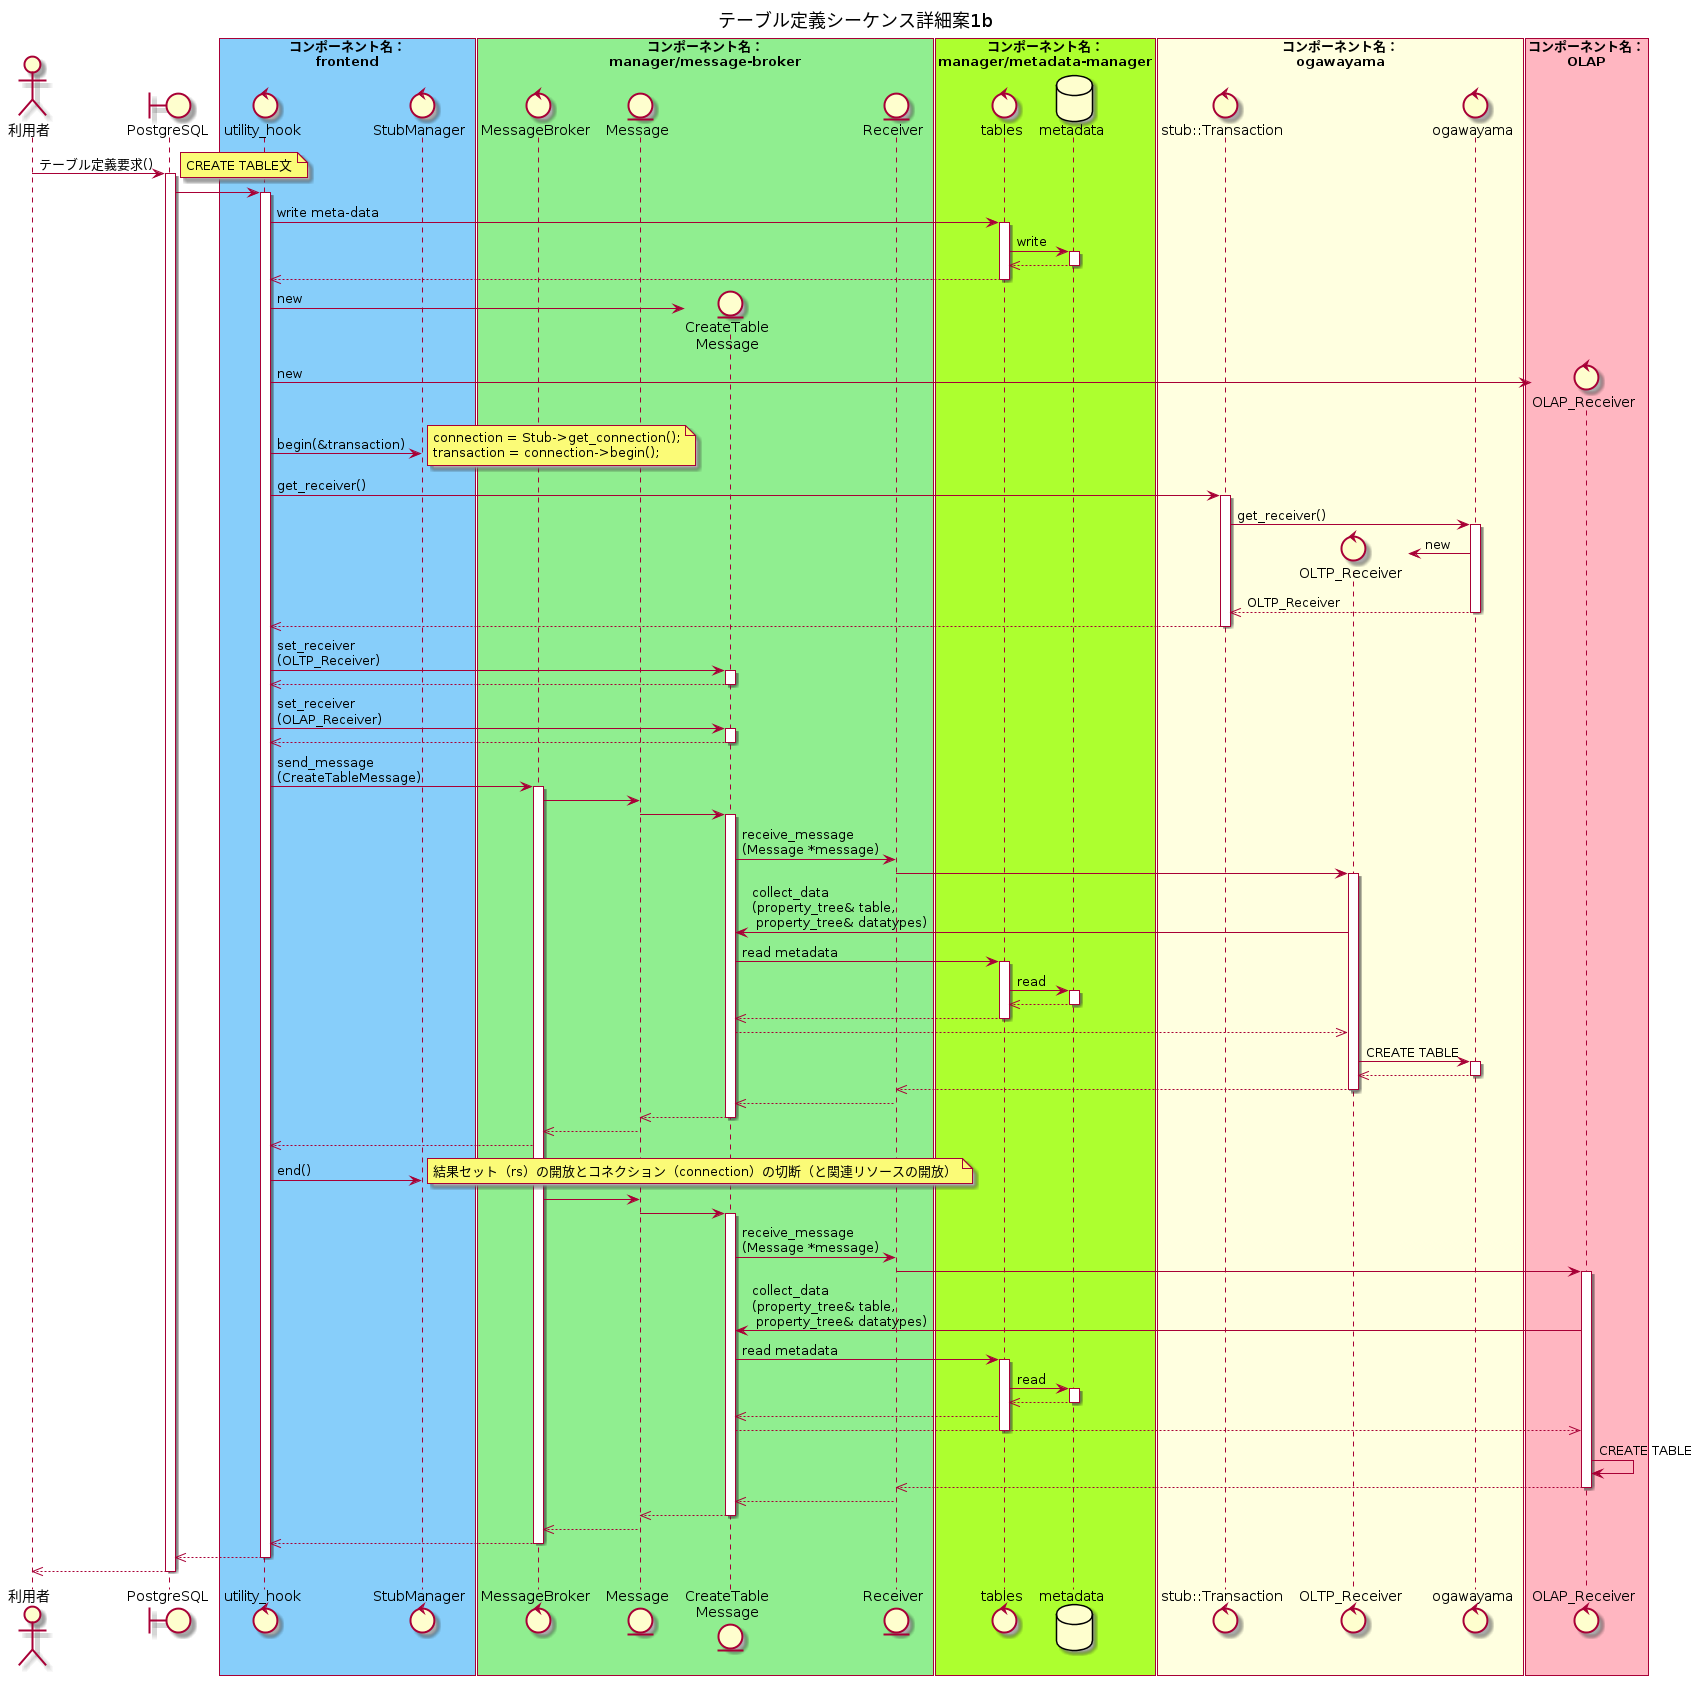 テーブル定義シーケンス詳細案1b
コンポーネント名：
frontend
コンポーネント名：
manager/message-broker
コンポーネント名：
manager/metadata-manager
コンポーネント名：
ogawayama
コンポーネント名：
OLAP
利用者
PostgreSQL
utility_hook
StubManager
MessageBroker
Message
Receiver
tables
metadata
stub::Transaction
ogawayama
テーブル定義要求()
CREATE TABLE文
write meta-data
write
new
CreateTable
Message
new
OLAP_Receiver
begin(&transaction)
connection = Stub->get_connection();
transaction = connection->begin();
get_receiver()
get_receiver()
new
OLTP_Receiver
OLTP_Receiver
set_receiver
(OLTP_Receiver)
set_receiver
(OLAP_Receiver)
send_message
(CreateTableMessage)
receive_message
(Message *message)
collect_data
(property_tree& table,
property_tree& datatypes)
read metadata
read
CREATE TABLE
end()
結果セット（rs）の開放とコネクション（connection）の切断（と関連リソースの開放）
receive_message
(Message *message)
collect_data
(property_tree& table,
property_tree& datatypes)
read metadata
read
CREATE TABLE
利用者
PostgreSQL
utility_hook
StubManager
MessageBroker
Message
CreateTable
Message
Receiver
tables
metadata
stub::Transaction
OLTP_Receiver
ogawayama
OLAP_Receiver